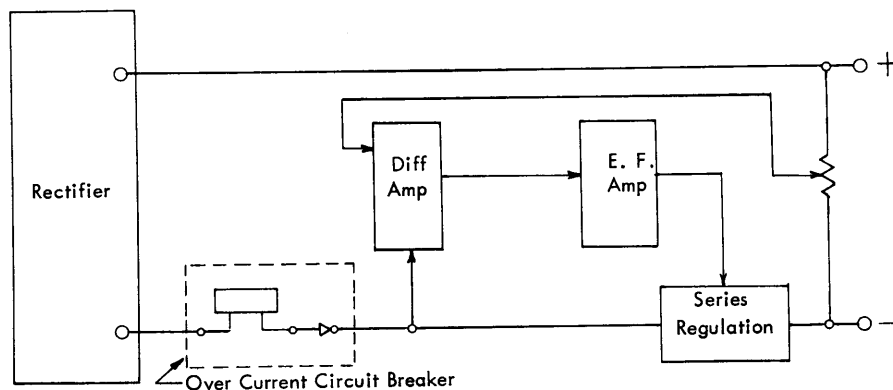 +
Diff
Amp
E. F.
Amp
Rectifier
Series
Regulation
−
Over Current Circuit Breaker